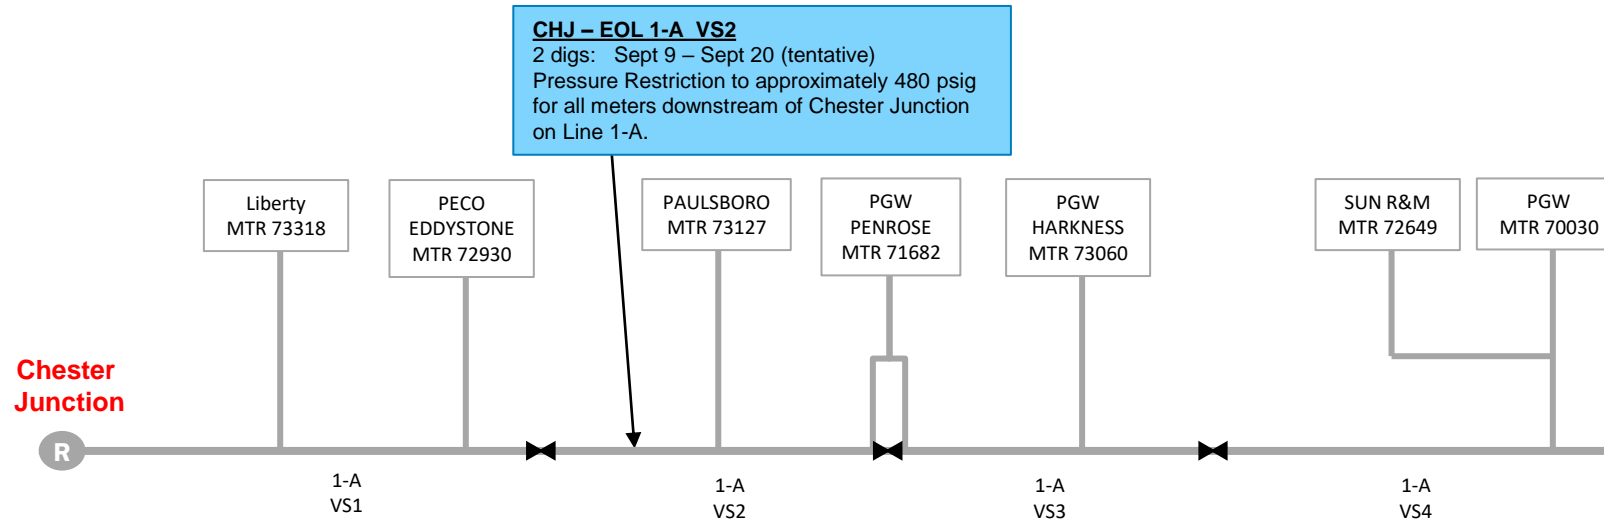 CHJ – EOL 1-A VS2
2 digs: Sept 9 – Sept 20 (tentative)
Pressure Restriction to approximately 480 psig
for all meters downstream of Chester Junction
on Line 1-A.
Liberty
MTR 73318
PECO
EDDYSTONE
MTR 72930
PAULSBORO
MTR 73127
PGW
PENROSE
MTR 71682
PGW
HARKNESS
MTR 73060
SUN R&M
MTR 72649
PGW
MTR 70030
Chester
Junction
R
1-A
VS1
1-A
VS2
1-A
VS3
1-A
VS4